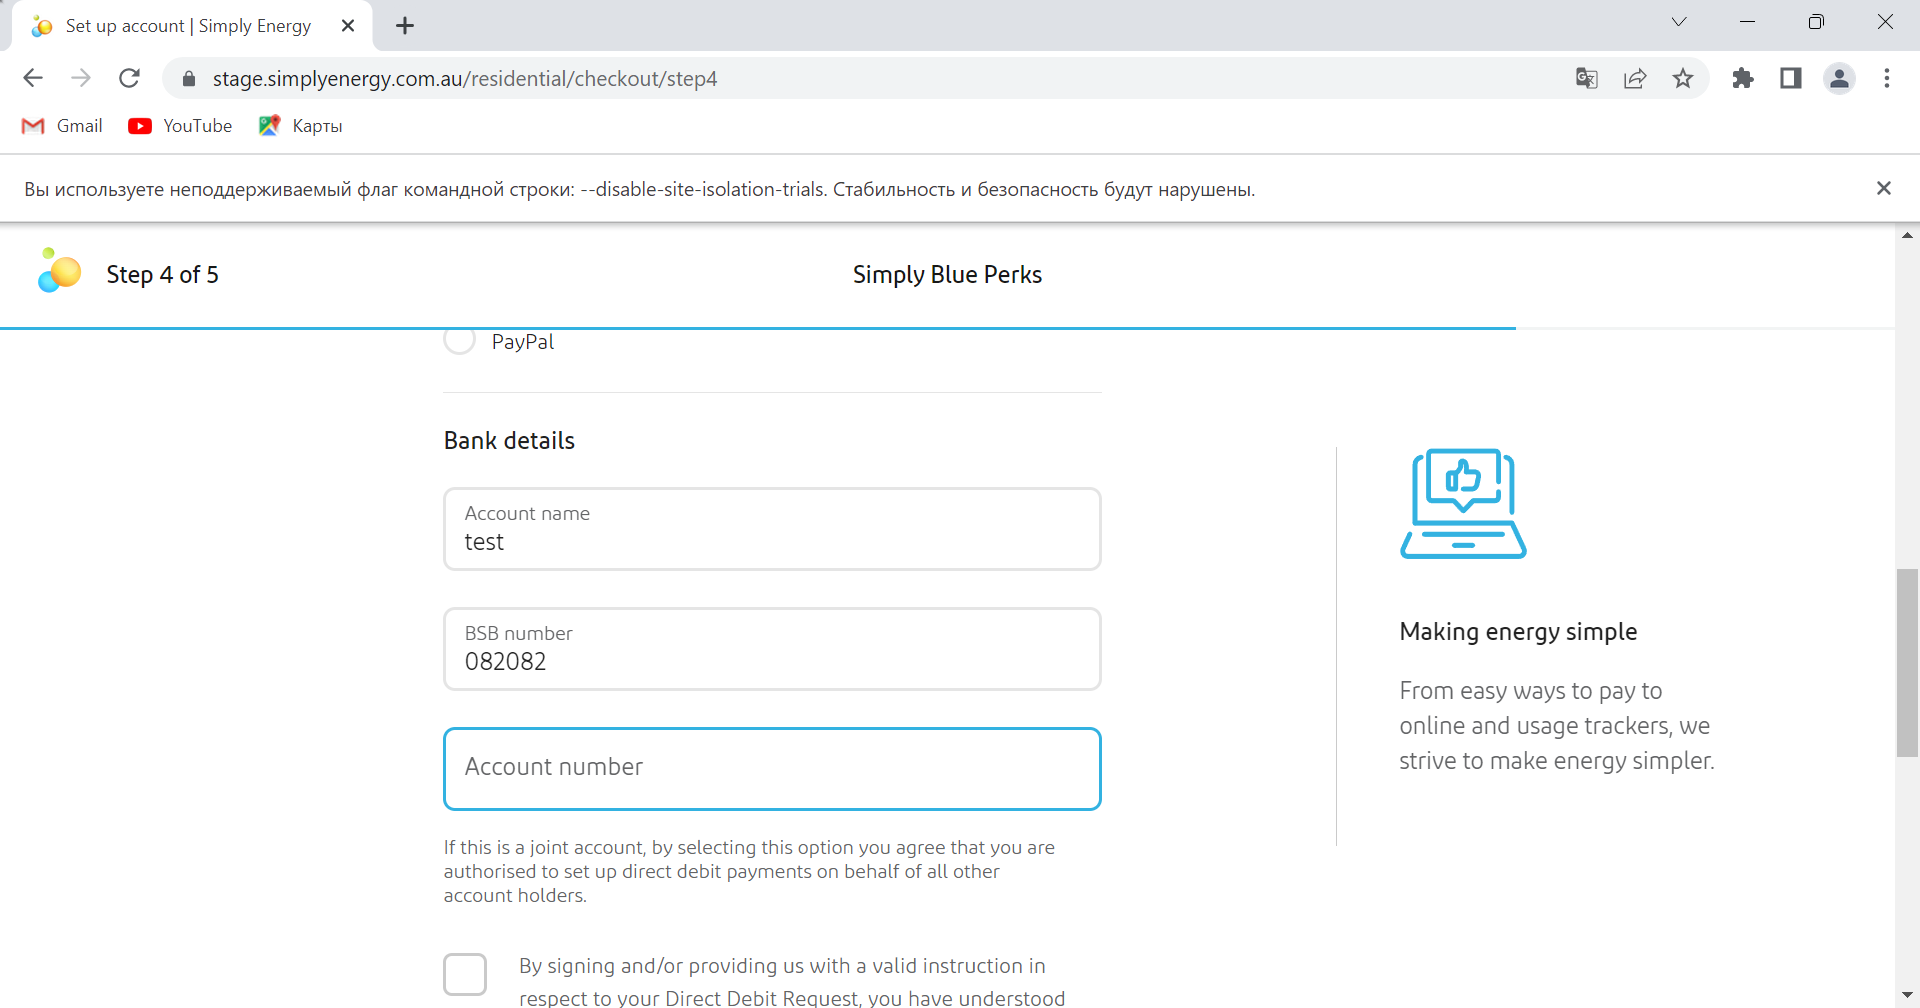 Set up account | Simply Energy
stage.simplyenergy.com.au/residential/checkout/step4
Gmail
YouTube
Карты
Вы используете неподдерживаемый флаг командной строки: --disable-site-isolation-trials. Стабильность и безопасность будут нарушены.
Step 4 of 5
Simply Blue Perks
PayPal
Bank details
Account name
test
BSB number
082082
Account number
If this is a joint account, by selecting this option you agree that you are
authorised to set up direct debit payments on behalf of all other
account holders.
By signing and/or providing us with a valid instruction in
respect to your Direct Debit Request, you have understood
Making energy simple
From easy ways to pay to
online and usage trackers, we
strive to make energy simpler.